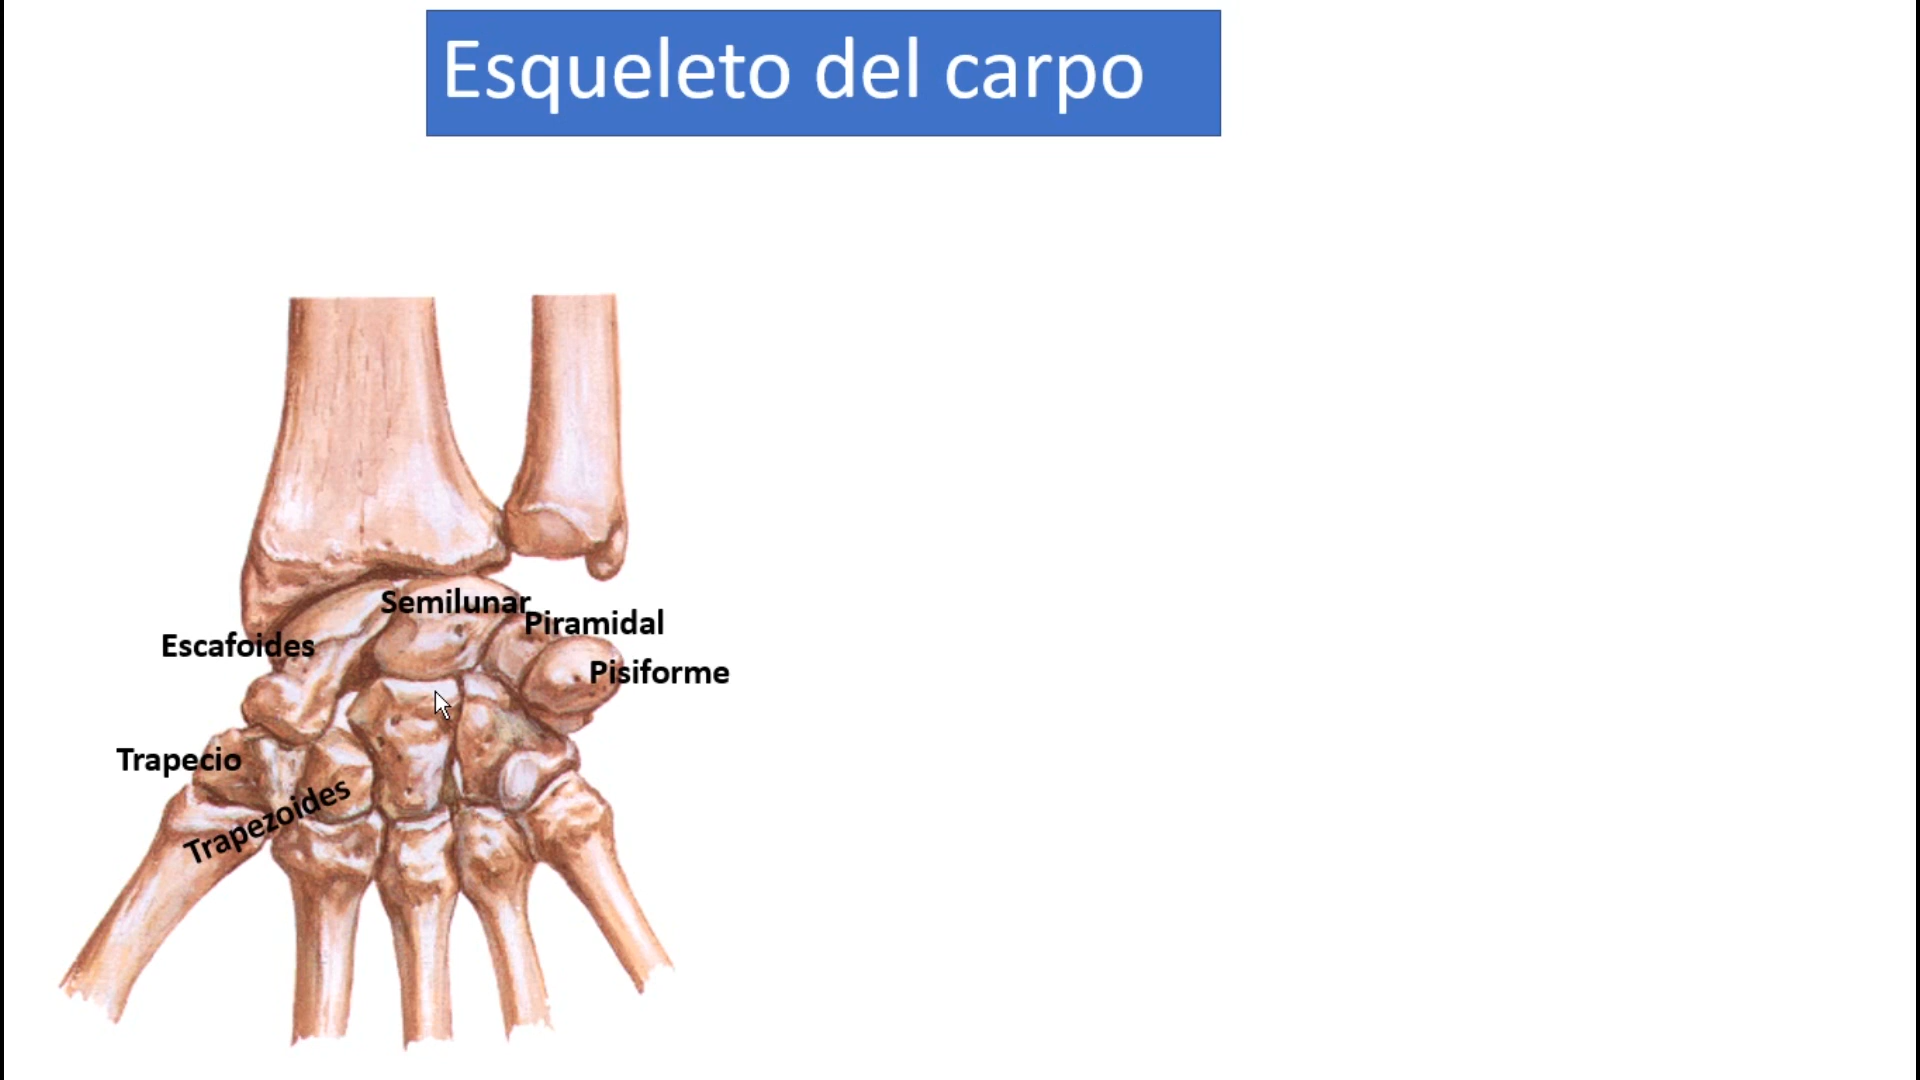 Esqueleto del carpo
Semilunar
Piramidal
Escafoides
Pisiforme
Trapecio
Trapezoides